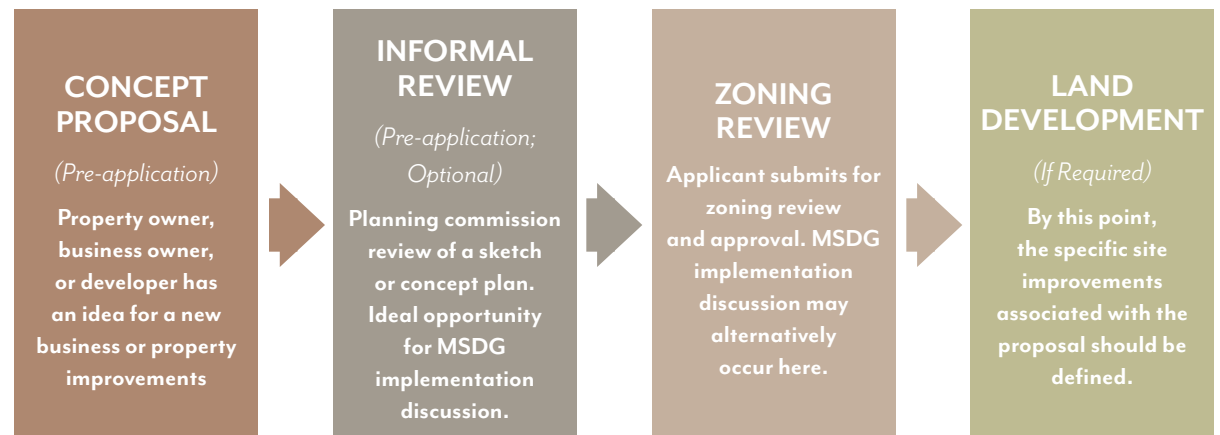 CONCEPT
PROPOSAL
(Pre-application)
Property owner,
business owner,
or developer has
an idea for a new
business or property
improvements
INFORMAL
REVIEW
(Pre-application;
Optional)
Planning commission
review of a sketch
or concept plan.
Ideal opportunity
for MSDG
implementation
discussion.
ZONING
REVIEW
Applicant submits for
zoning review
and approval. MSDG
implementation
discussion may
alternatively
occur here.
LAND
DEVELOPMENT
(If Required)
By this point,
the specific site
improvements
associated with the
proposal should be
defined.